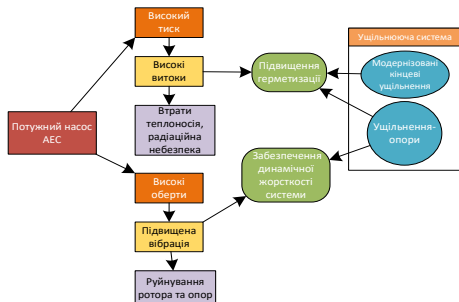 Високий
тиск
Ущільнююча система
Високі
витоки
Підвищення
герметизації
Модернізовані
кінцеві
ущільнення
Втрати
теплоносія,
радіаційна
небезпека
Потужний насос
АЕС
Ущільнення-
опори
Забезпечення
динамічної
жорсткості
системи
Високі
оберти
Підвищена
вібрація
Руйнування
ротора та опор